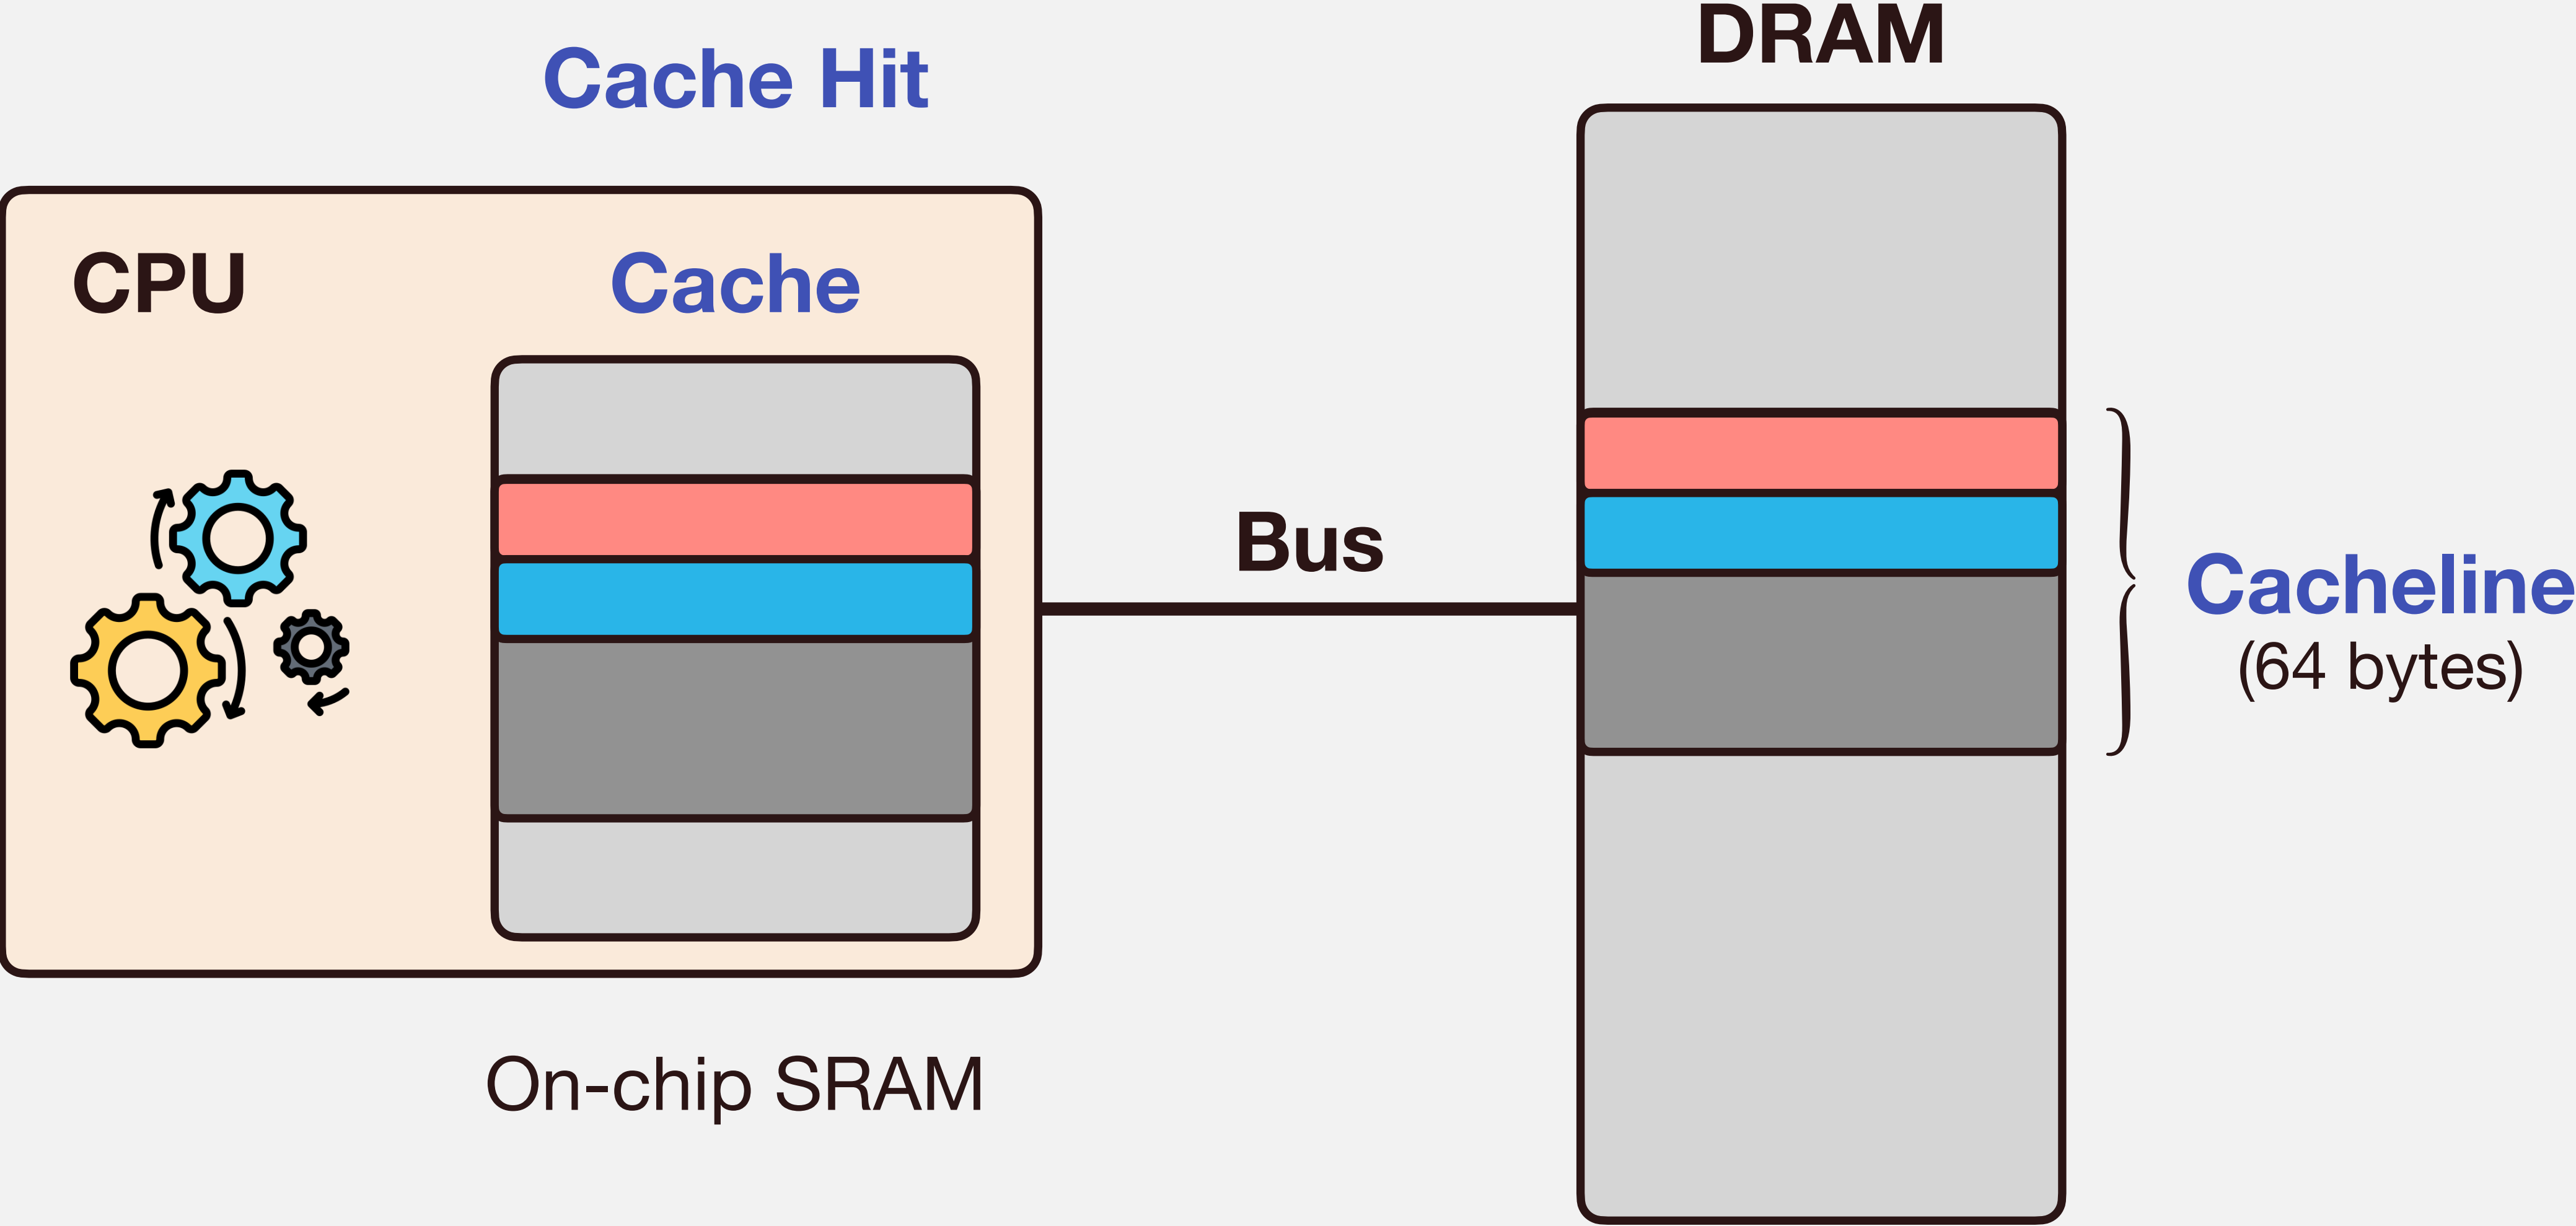 DRAM
Cache Hit
CPU
Cache
Bus
Cacheline
(64 bytes)
On-chip SRAM